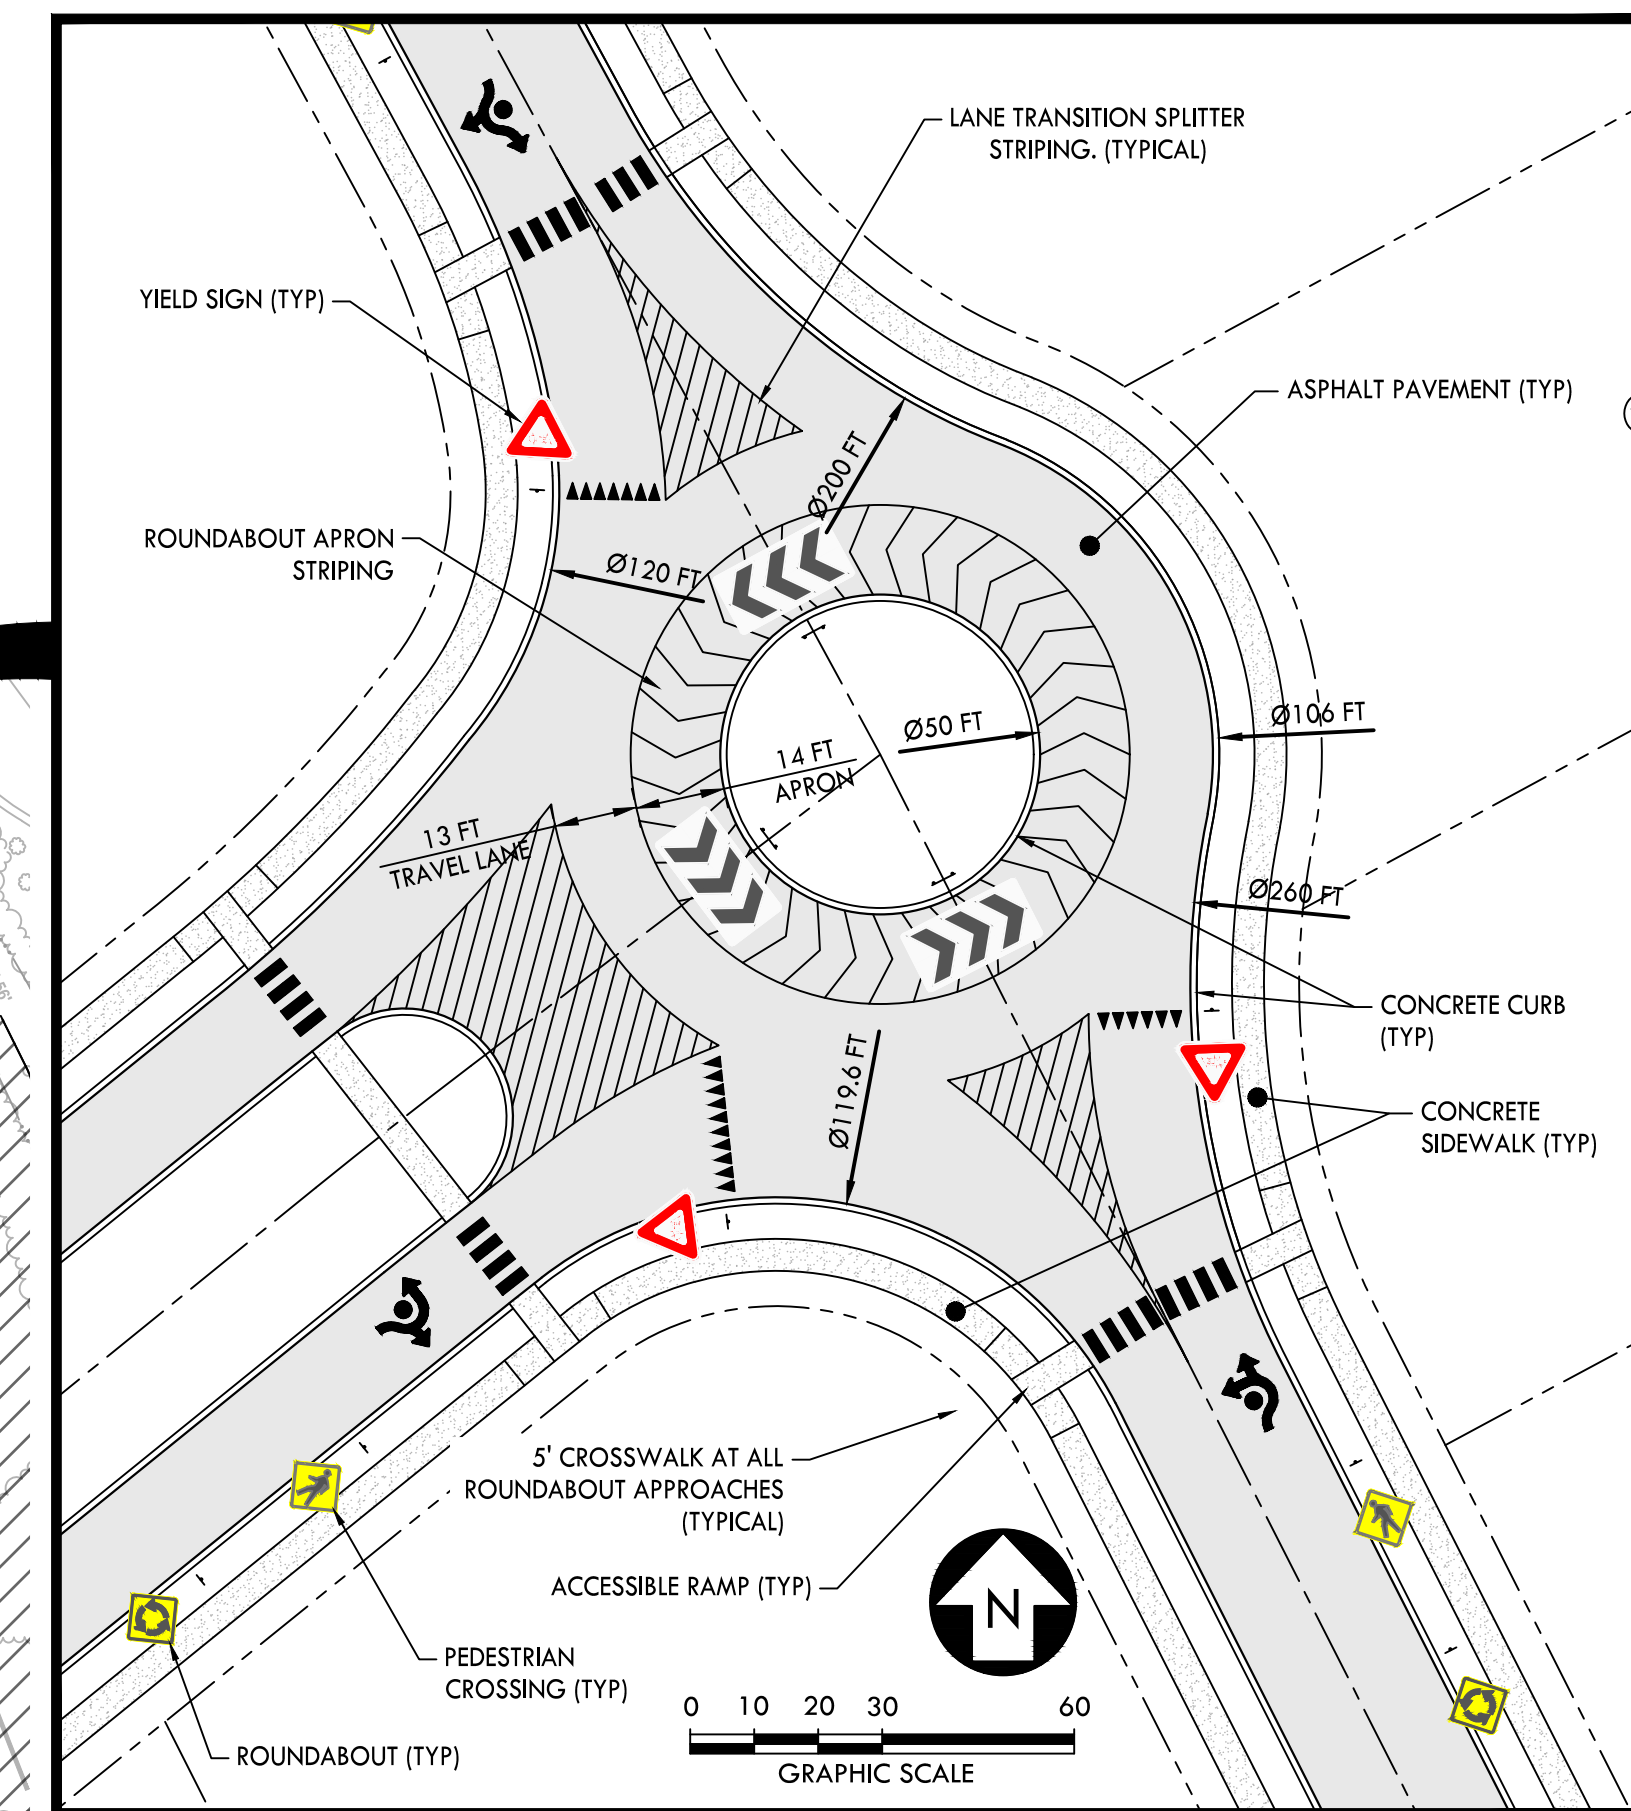 LANE TRANSITION SPLITTER
STRIPING. (TYPICAL)
YIELD SIGN (TYP)
ASPHALT PAVEMENT (TYP)
Ø200 FT
ROUNDABOUT APRON
STRIPING
Ø120 FT
Ø50 FT
Ø106 FT
14 FT
APRON
13 FT
TRAVEL LANE
Ø260 FT
CONCRETE CURB
(TYP)
Ø119.6 FT
CONCRETE
SIDEWALK (TYP)
5' CROSSWALK AT ALL
ROUNDABOUT APPROACHES
(TYPICAL)
ACCESSIBLE RAMP (TYP)
N
PEDESTRIAN
CROSSING (TYP)
ROUNDABOUT (TYP)
0 10 20 30 60
GRAPHIC SCALE